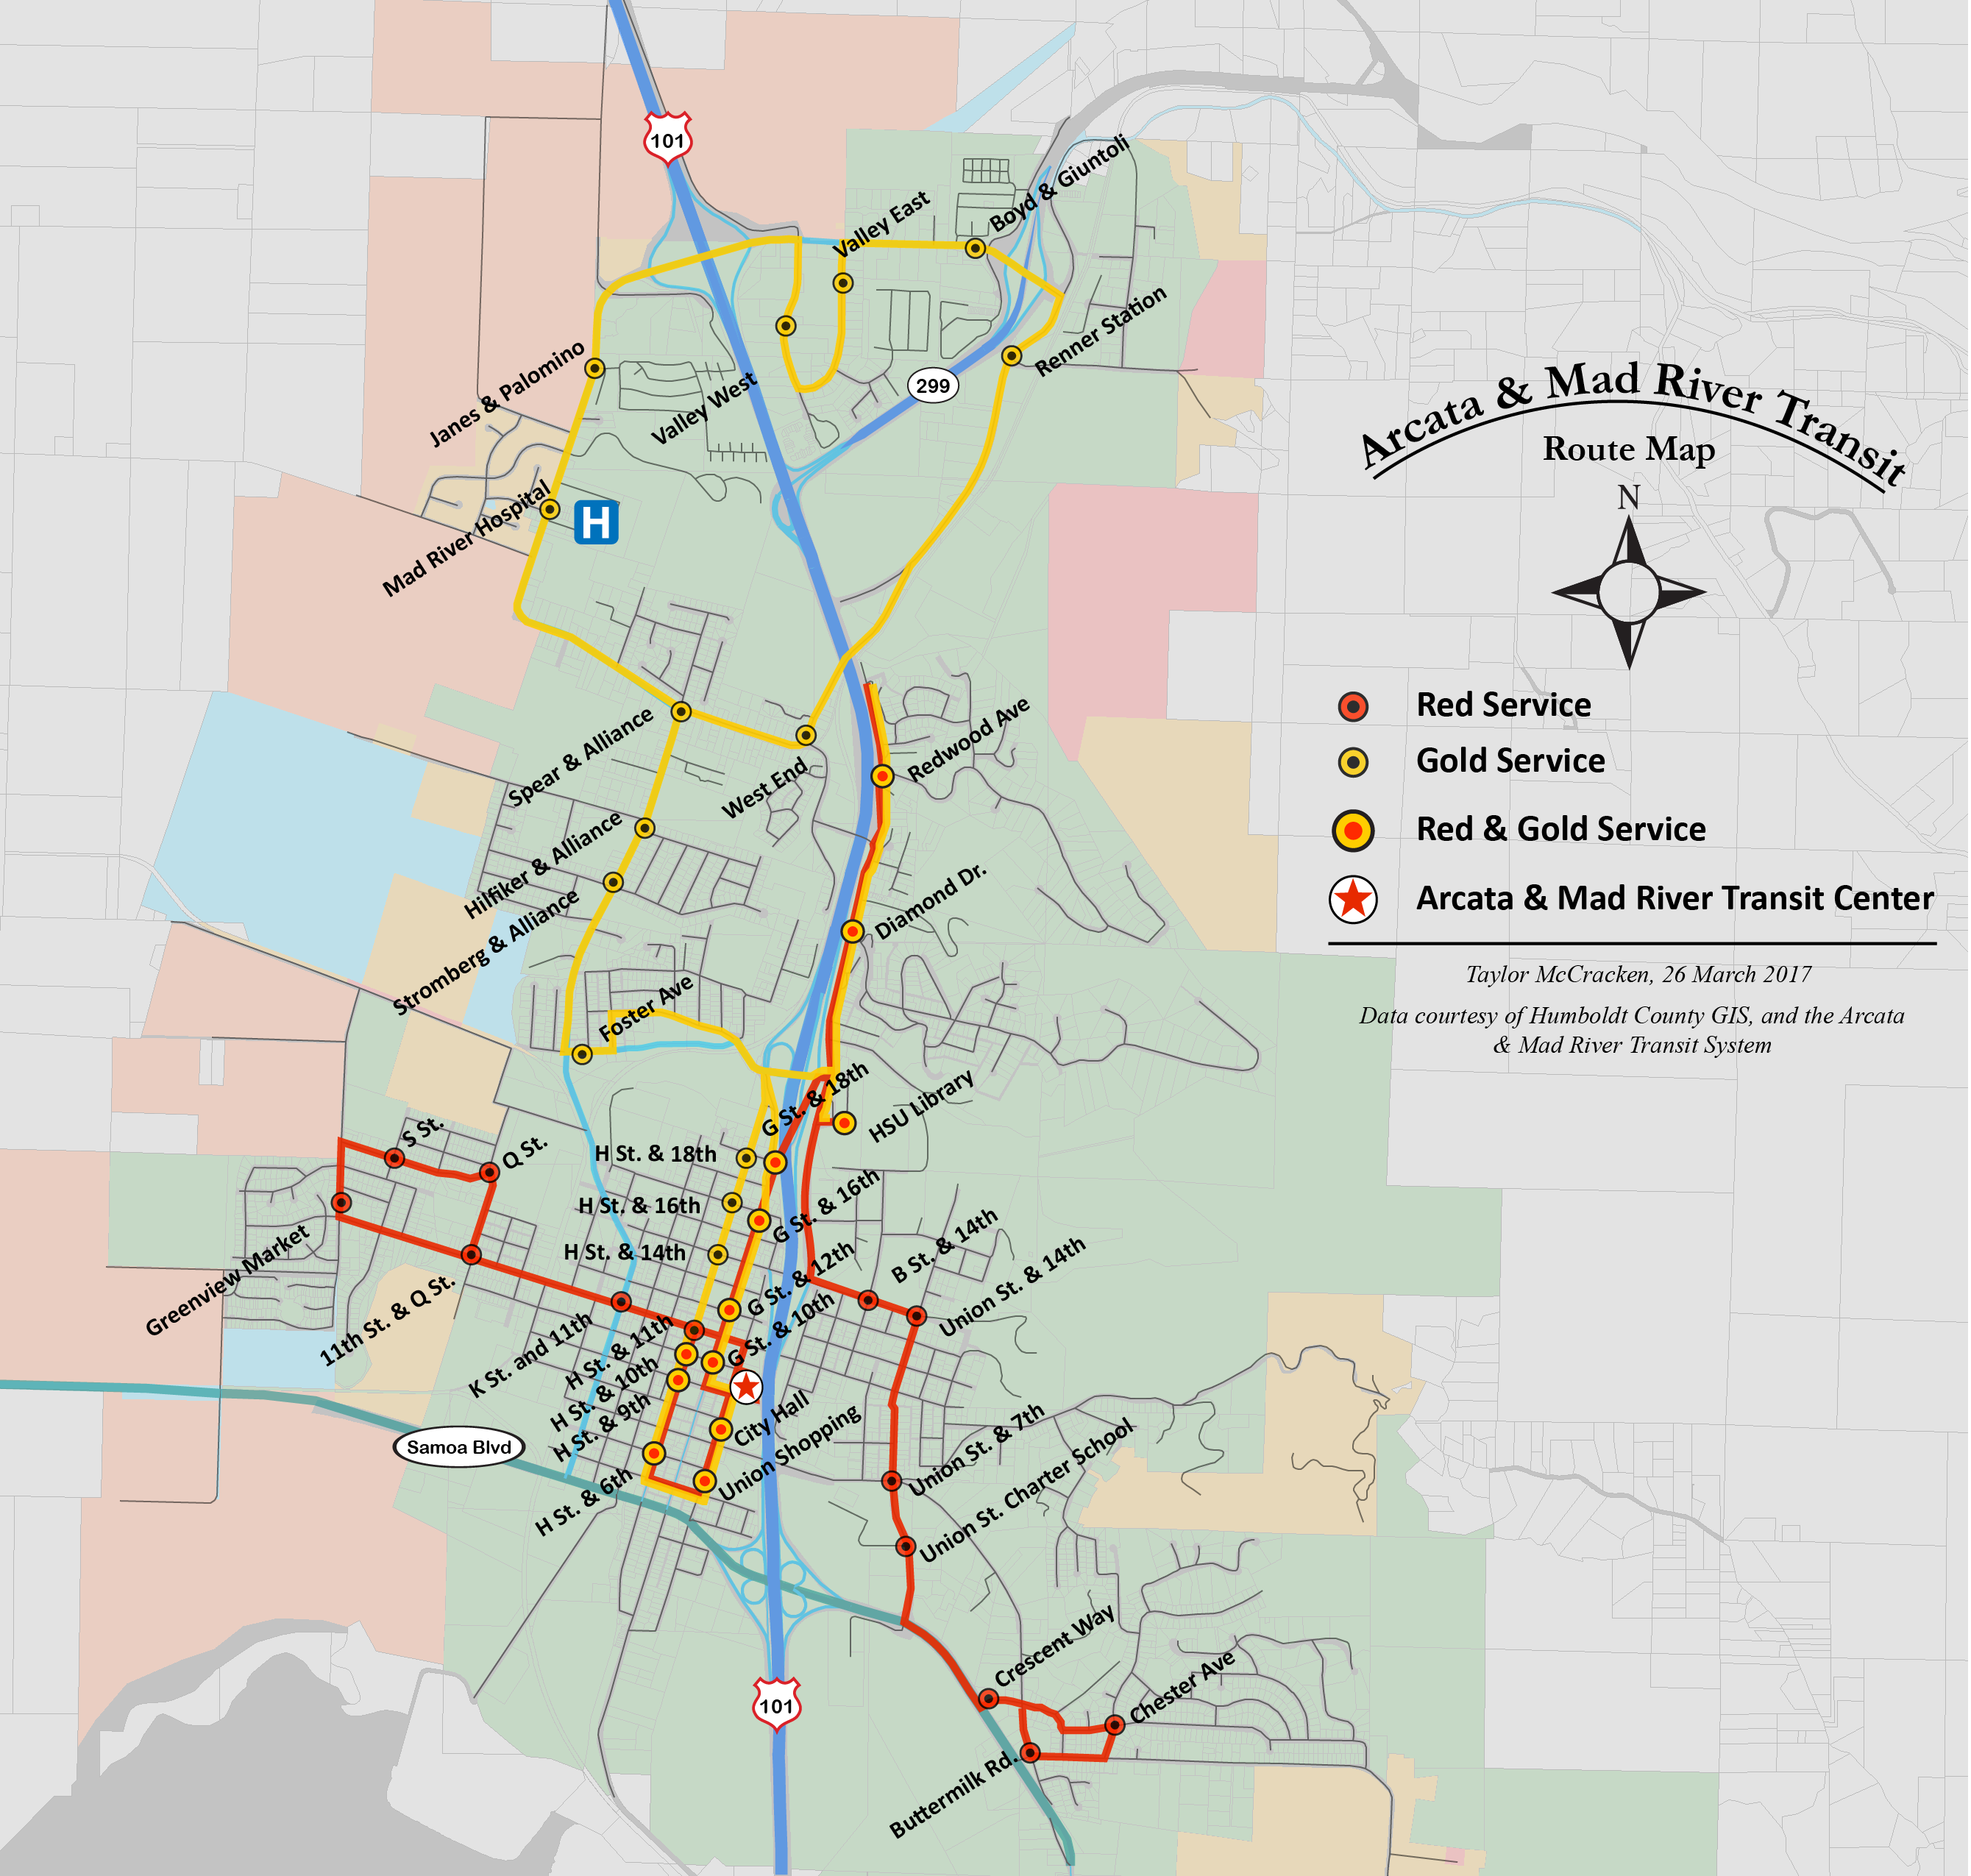 101
Boyd & Giuntoli
Valley East
Renner Station
Janes & Palomino
Valley West
299
Arcata & Mad River Transit
Route Map
N
Mad River Hospital
H
Red Service
Gold Service
Red & Gold Service
Arcata & Mad River Transit Center
Taylor McCracken, 26 March 2017
Data courtesy of Humboldt County GIS, and the Arcata
& Mad River Transit System
Redwood Ave
Spear & Alliance
West End
Hilfiker & Alliance
Diamond Dr.
Stromberg & Alliance
Foster Ave
G St. & 18th
HSU Library
S St.
Q St.
H St. & 18th
H St. & 16th
G St. & 16th
H St. & 14th
B St. & 14th
Union St. & 14th
G St. & 12th
Greenview Market
11th St. & Q St.
K St. and 11th
H St. & 11th
G St. & 10th
H St. & 10th
H St. & 9th
City Hall
Samoa Blvd
Union Shopping
Union St. & 7th
H St. & 6th
Union St. Charter School
Crescent Way
101
Chester Ave
Buttermilk Rd.